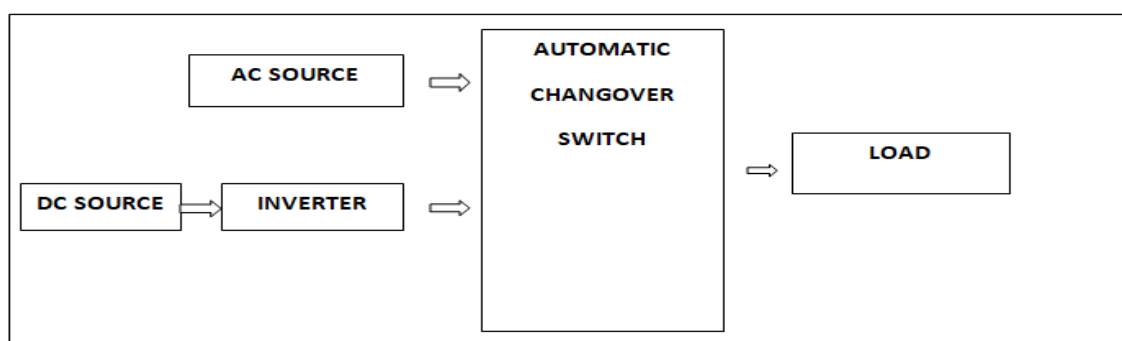 AC SOURCE
AUTOMATIC
CHANGOVER
SWITCH
LOAD
DC SOURCE
INVERTER